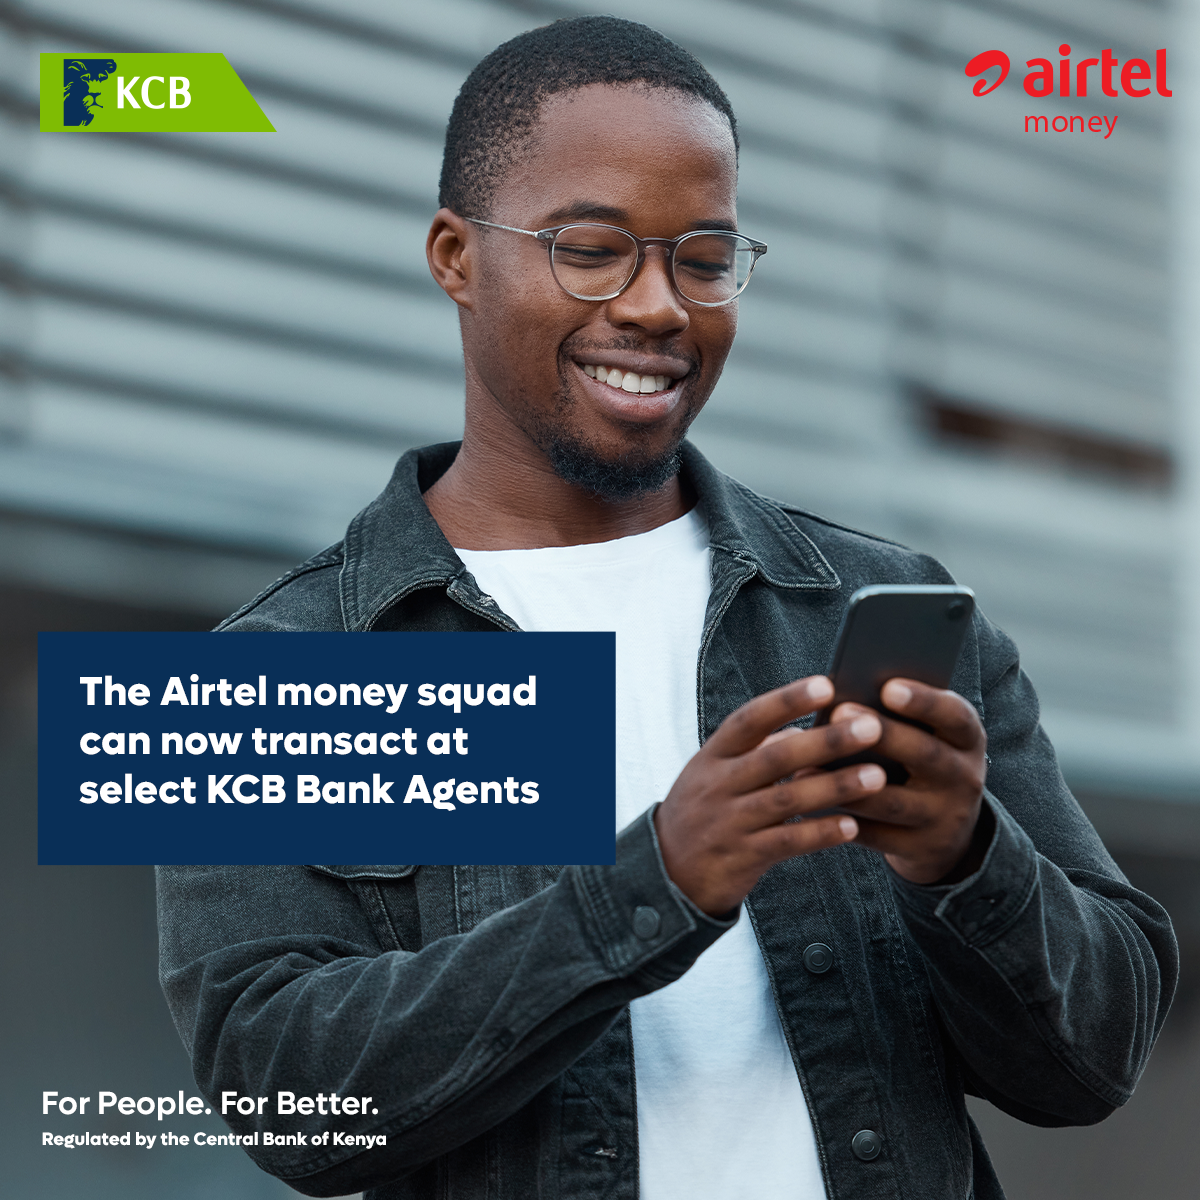 KCB
airtel
money
The Airtel money squad
can now transact at
select KCB Bank Agents
For People. For Better.
Regulated by the Central Bank of Kenya